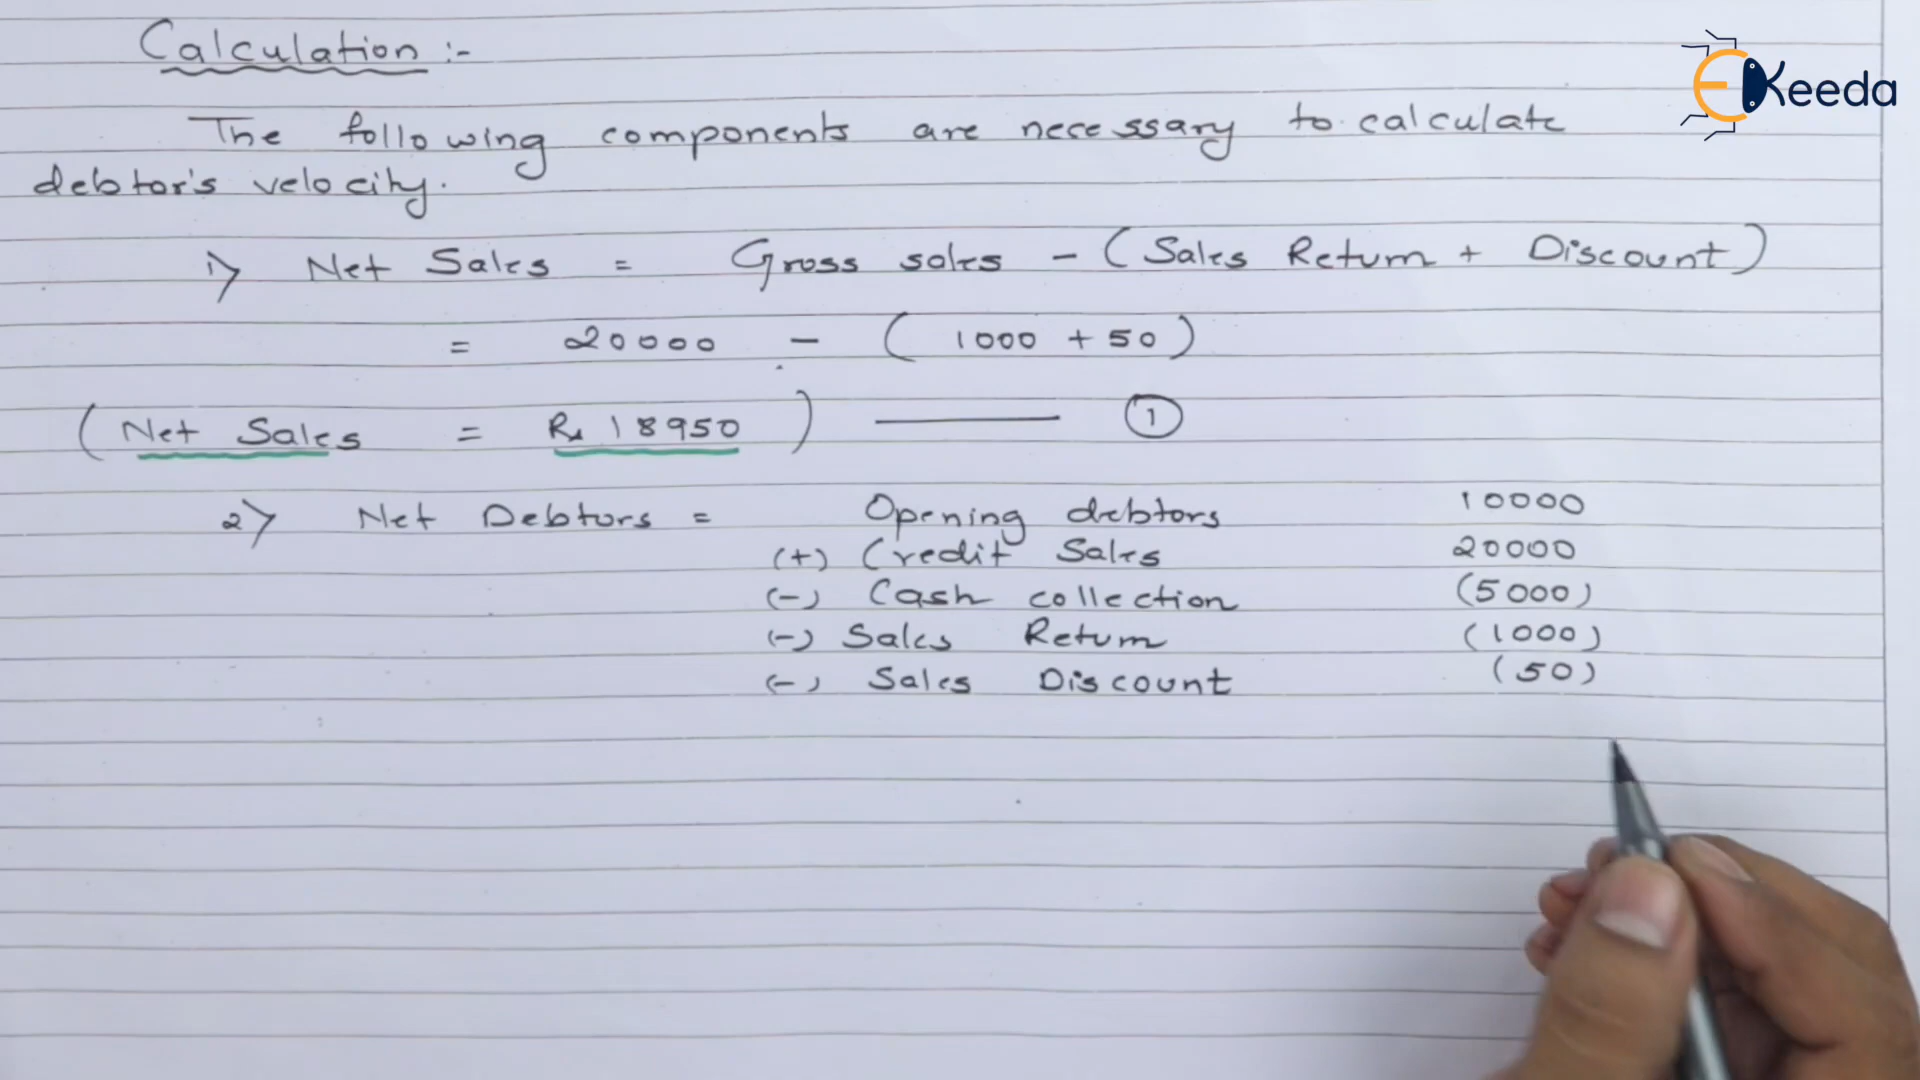 Calculation :-
EKeeda
The following components are necessary to calculate
debtor's velocity.
1) Net Sales = Gross sales - (Sales Return + Discount)
= 20000 - (1000 + 50)
(Net Sales = Rs 18950) ——— ①
2) Net Debtors = Opening debtors 10000
(+) Credit Sales 20000
(-) Cash collection (5000)
(-) Sales Return (1000)
(-) Sales Discount (50)